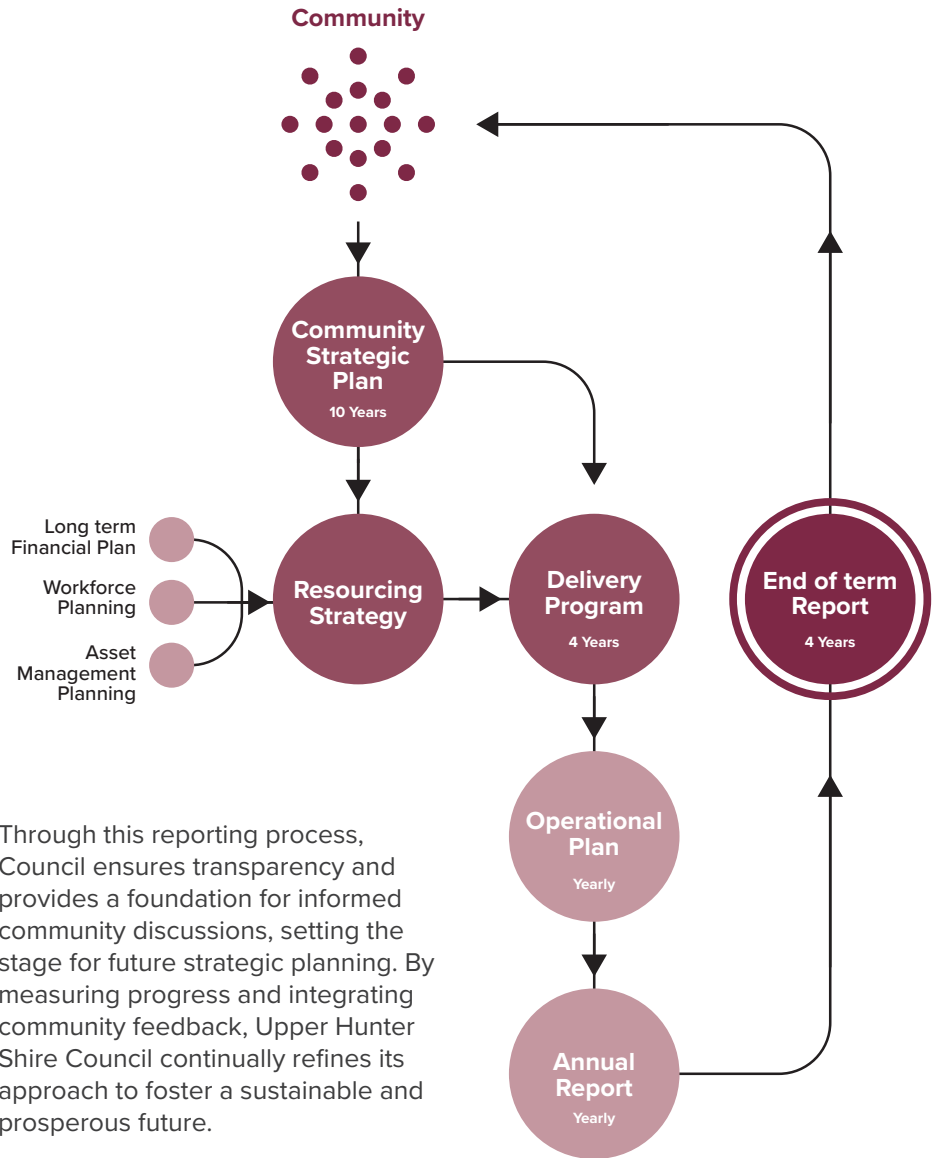 Community
Community
Strategic
Plan
10 Years
Long term
Financial Plan
Workforce
Planning
Asset
Management
Planning
Resourcing
Strategy
Delivery
Program
4 Years
End of term
Report
4 Years
Operational
Plan
Yearly
Annual
Report
Yearly
Through this reporting process,
Council ensures transparency and
provides a foundation for informed
community discussions, setting the
stage for future strategic planning. By
measuring progress and integrating
community feedback, Upper Hunter
Shire Council continually refines its
approach to foster a sustainable and
prosperous future.